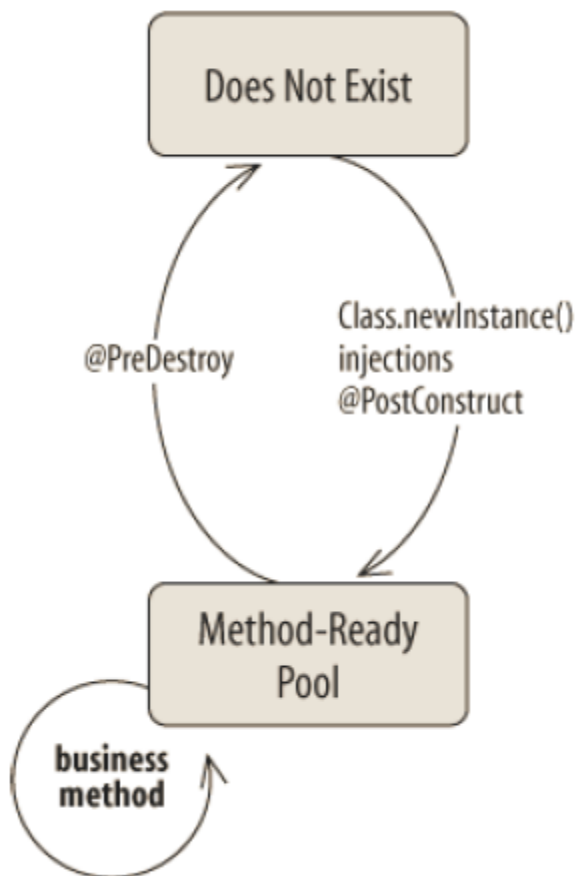 Does Not Exist
@PreDestroy
Class.newInstance()
injections
@PostConstruct
Method-Ready
Pool
business
method